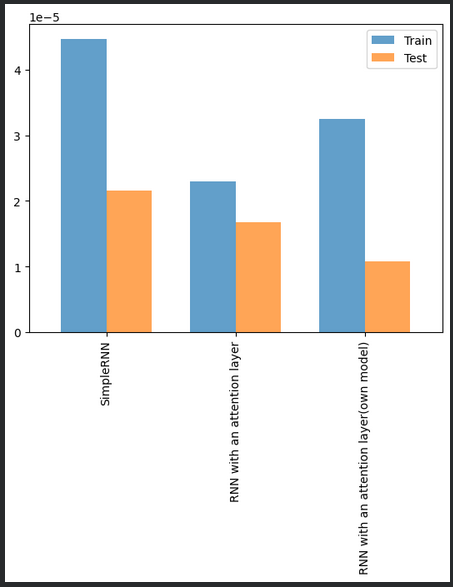 1e−5
4
3
2
1
0
Train
Test
SimpleRNN
RNN with an attention layer
RNN with an attention layer(own model)